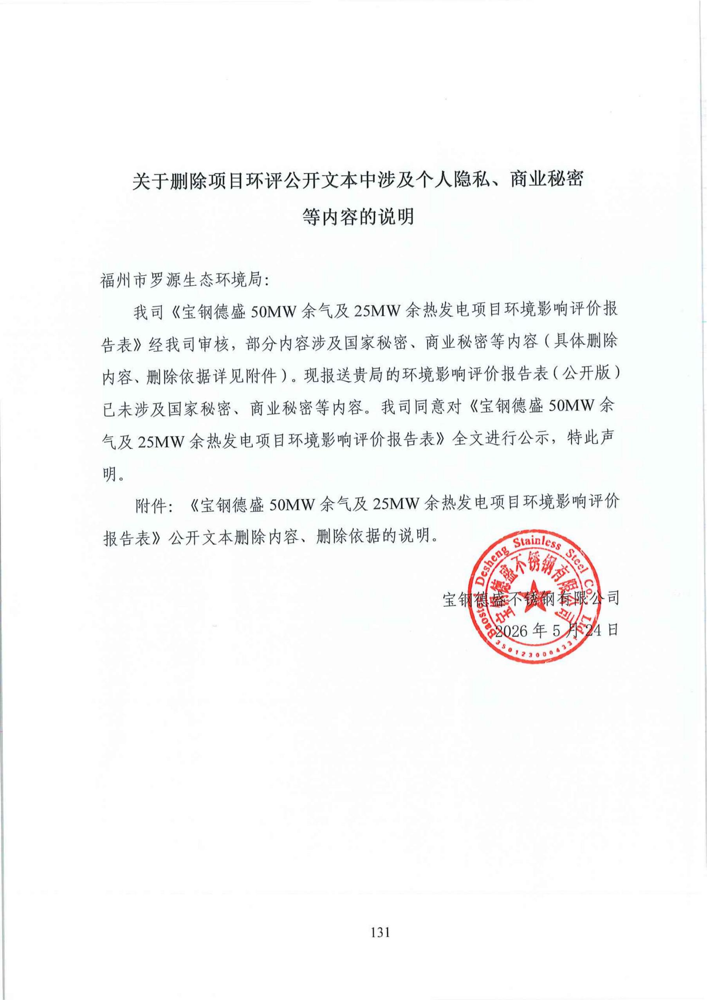 关于删除项目环评公开文本中涉及个人隐私、商业秘密
等内容的说明
福州市罗源生态环境局：
我司《宝钢德盛 50MW 余气及 25MW 余热发电项目环境影响评价报
告表》经我司审核，部分内容涉及国家秘密、商业秘密等内容（具体删除
内容、删除依据详见附件）。现报送贵局的环境影响评价报告表（公开版）
已未涉及国家秘密、商业秘密等内容。我司同意对《宝钢德盛 50MW 余
气及 25MW 余热发电项目环境影响评价报告表》全文进行公示，特此声
明。
附件：《宝钢德盛 50MW 余气及 25MW 余热发电项目环境影响评价
报告表》公开文本删除内容、删除依据的说明。
Baosteel Desheng Stainless Steel Co., Ltd
宝钢德盛不锈钢有限公司
宝钢德盛不锈钢有限公司
2026 年 5 月 24 日
3501230004331
131